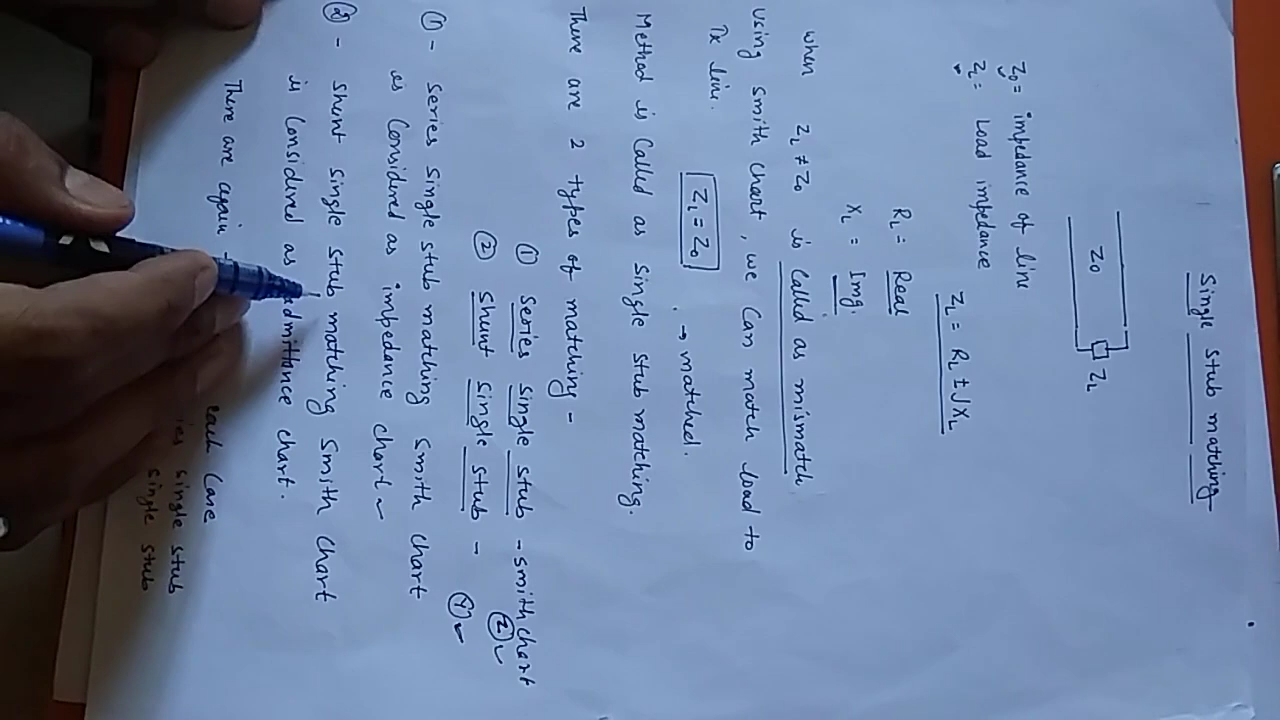 Single stub matching
Z0
ZL
Z0 = impedance of line
ZL = Load impedance
ZL = RL ± JXL
RL = Real
XL = Img.
when ZL ≠ Z0 is called as mismatch
Using smith chart, we can match load to
Tx line.
ZL = Z0 → matched.
Method is called as single stub matching.
There are 2 types of matching -
① Series single stub - smith chart
Z
② Shunt single stub - Y
① - Series single stub matching smith chart
is considered as impedance chart
② - Shunt single stub matching smith chart
is considered as admittance chart.
There are again each case
single stub
single stub